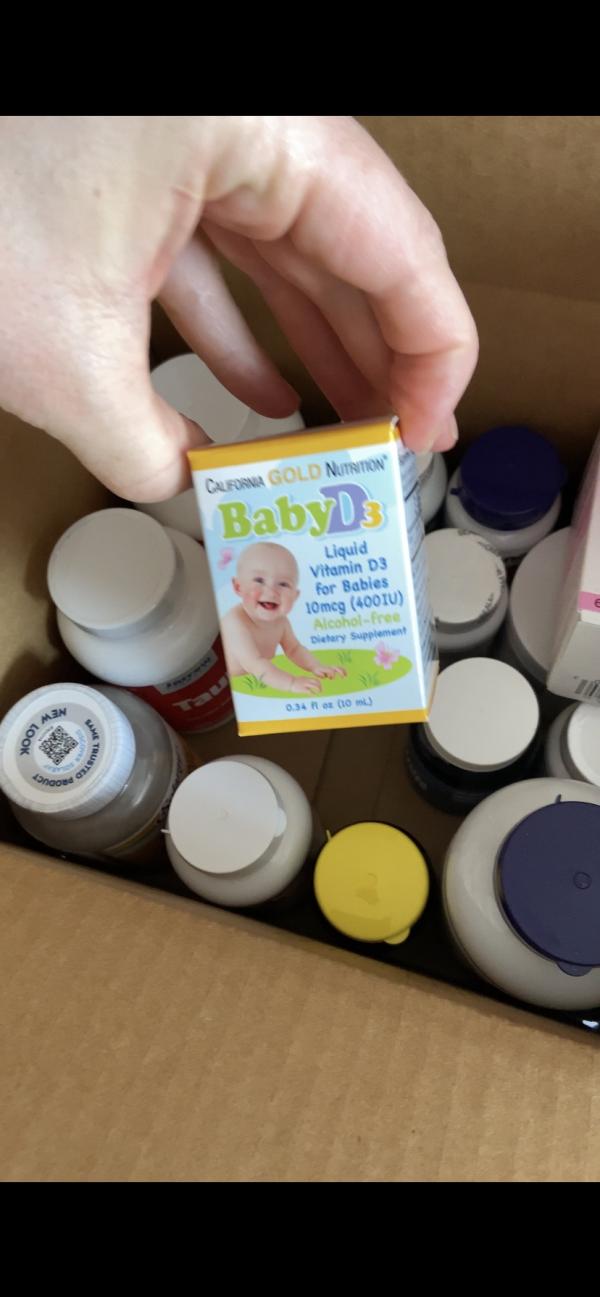 CALIFORNIA GOLD NUTRITION®
BabyD3
Liquid
Vitamin D3
for Babies
10mcg (400IU)
Alcohol-free
Dietary Supplement
0.34 fl oz (10 mL)
Tau
NEW LOOK
SAME TRUSTED PRODUCT